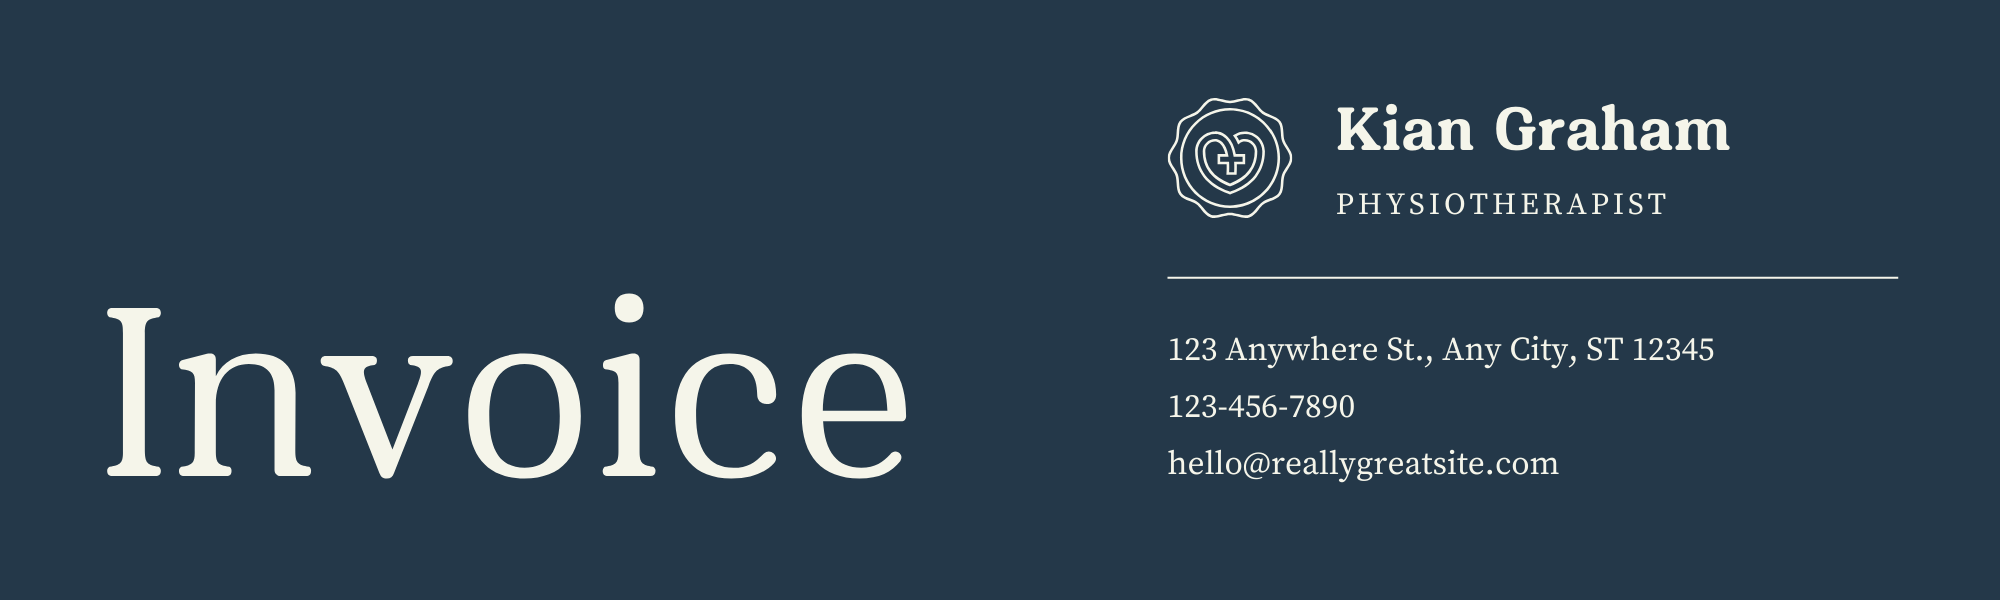 Invoice
Kian Graham
PHYSIOTHERAPIST
123 Anywhere St., Any City, ST 12345
123-456-7890
hello@reallygreatsite.com